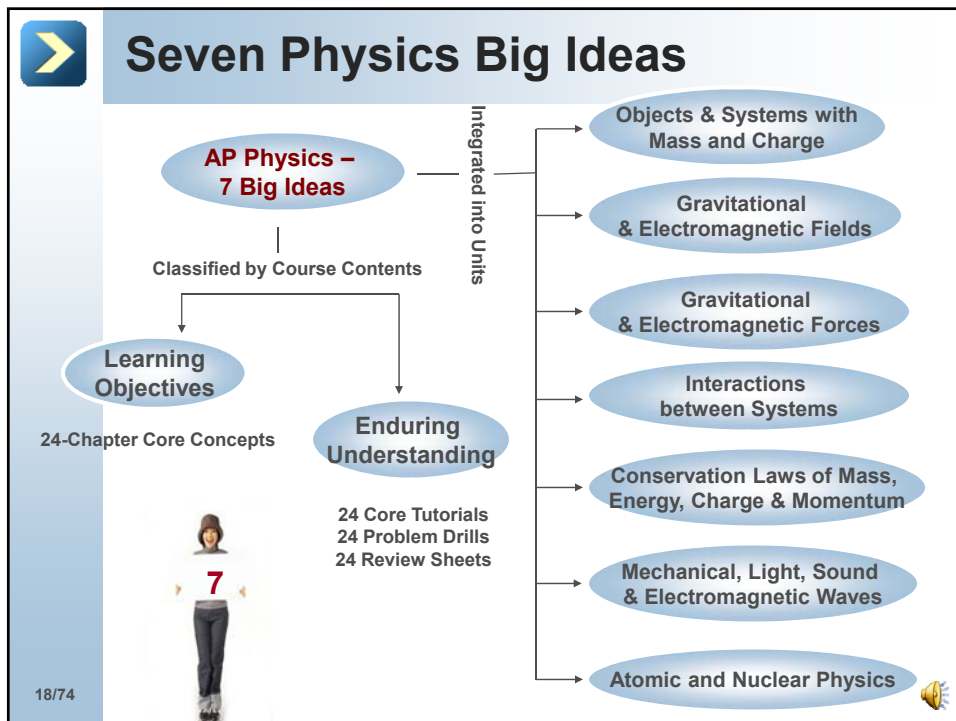 Seven Physics Big Ideas
AP Physics –
7 Big Ideas
Integrated into Units
Classified by Course Contents
Learning
Objectives
24-Chapter Core Concepts
Enduring
Understanding
24 Core Tutorials
24 Problem Drills
24 Review Sheets
7
Objects & Systems with
Mass and Charge
Gravitational
& Electromagnetic Fields
Gravitational
& Electromagnetic Forces
Interactions
between Systems
Conservation Laws of Mass,
Energy, Charge & Momentum
Mechanical, Light, Sound
& Electromagnetic Waves
Atomic and Nuclear Physics
18/74